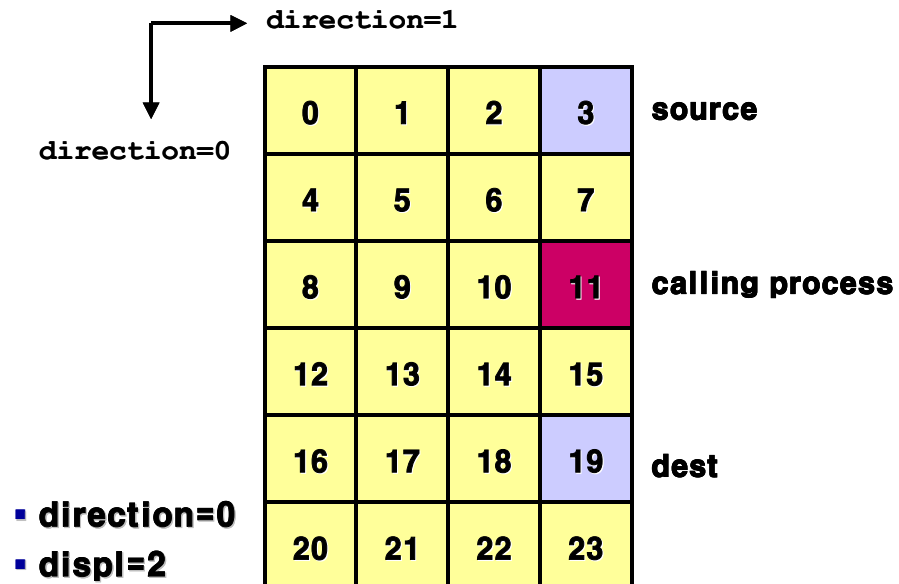 direction=1
direction=0
0 1 2 3 source
4 5 6 7
8 9 10 11 calling process
12 13 14 15
16 17 18 19 dest
20 21 22 23
▪ direction=0
▪ displ=2